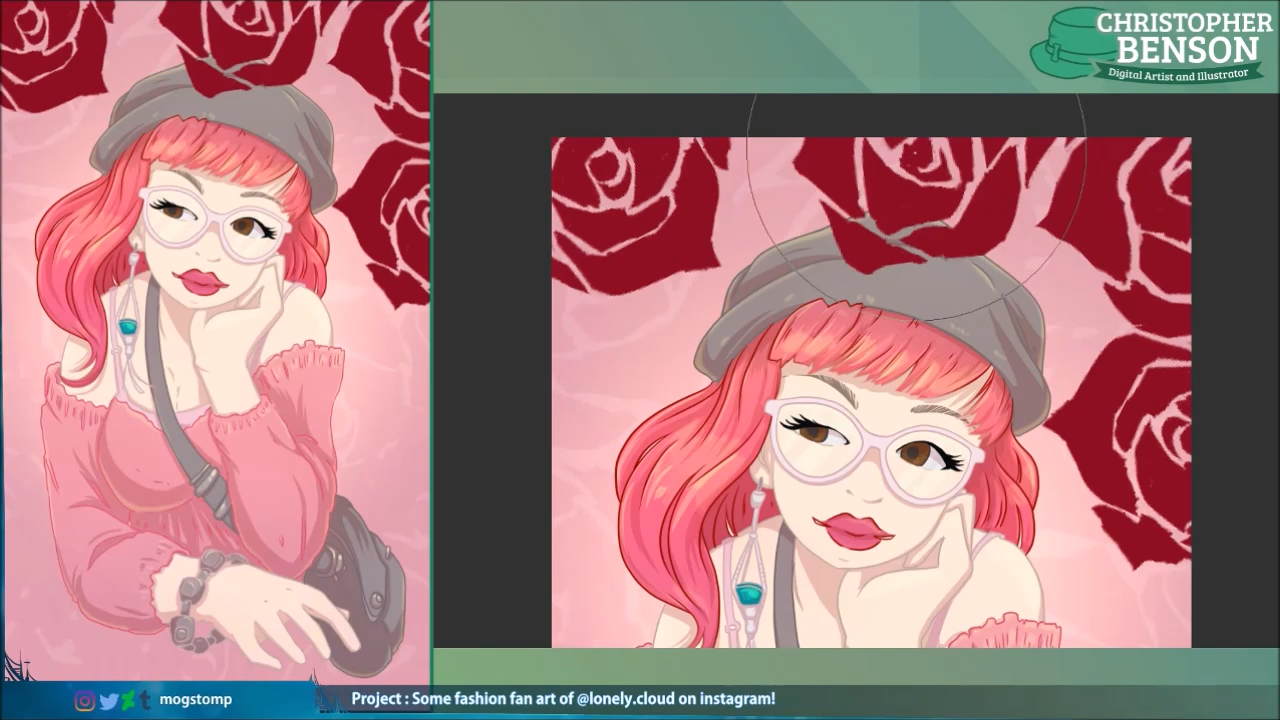 CHRISTOPHER
BENSON
Digital Artist and Illustrator
mogstomp
Project : Some fashion fan art of @lonely.cloud on instagram!